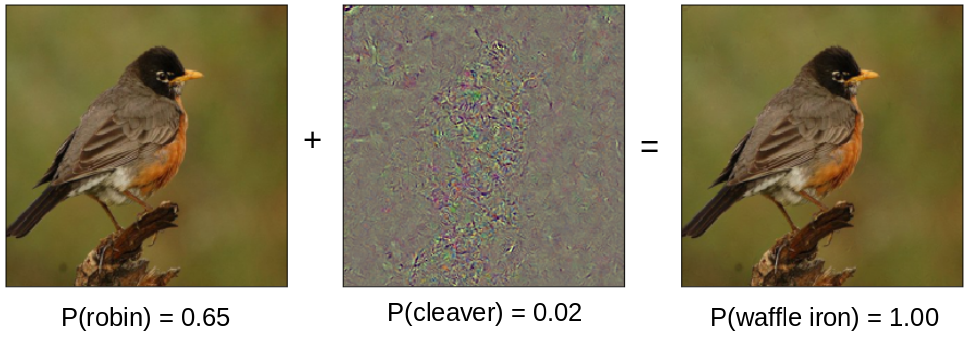 +
=
P(robin) = 0.65
P(cleaver) = 0.02
P(waffle iron) = 1.00